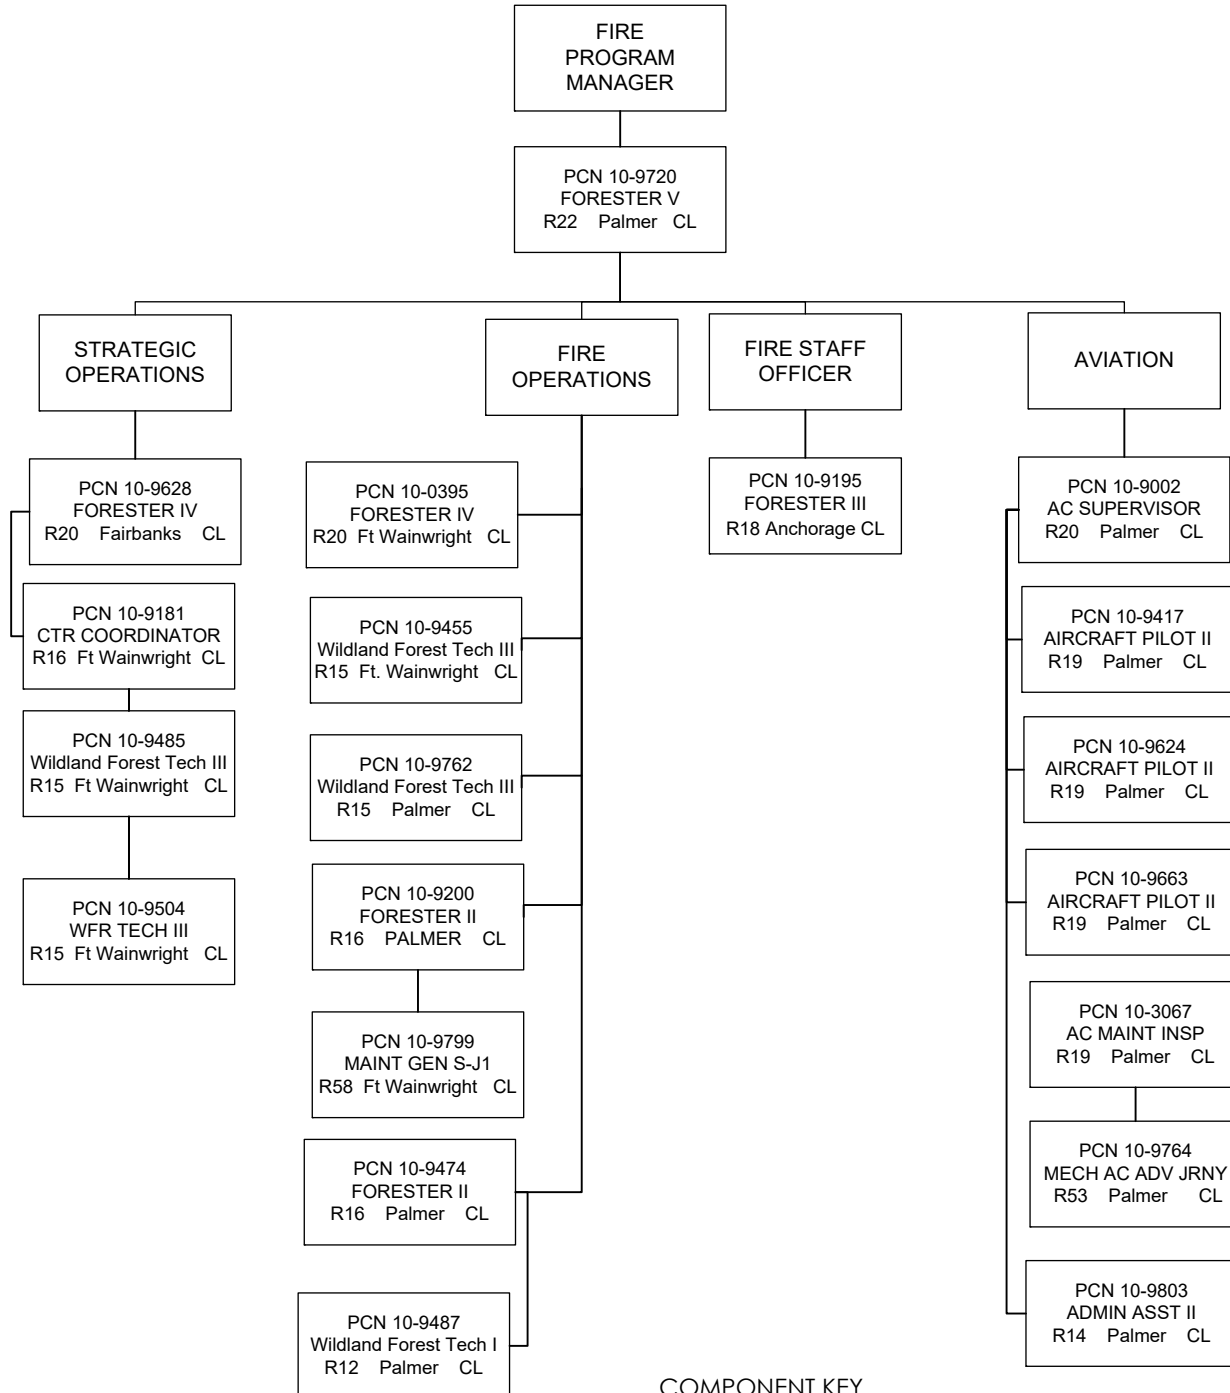 FIRE
PROGRAM
MANAGER
PCN 10-9720
FORESTER V
R22 Palmer CL
STRATEGIC
OPERATIONS
PCN 10-9628
FORESTER IV
R20 Fairbanks CL
PCN 10-9181
CTR COORDINATOR
R16 Ft Wainwright CL
PCN 10-9485
Wildland Forest Tech III
R15 Ft Wainwright CL
PCN 10-9504
WFR TECH III
R15 Ft Wainwright CL
FIRE
OPERATIONS
PCN 10-0395
FORESTER IV
R20 Ft Wainwright CL
PCN 10-9455
Wildland Forest Tech III
R15 Ft. Wainwright CL
PCN 10-9762
Wildland Forest Tech III
R15 Palmer CL
PCN 10-9200
FORESTER II
R16 PALMER CL
PCN 10-9799
MAINT GEN S-J1
R58 Ft Wainwright CL
PCN 10-9474
FORESTER II
R16 Palmer CL
PCN 10-9487
Wildland Forest Tech I
R12 Palmer CL
FIRE STAFF
OFFICER
PCN 10-9195
FORESTER III
R18 Anchorage CL
AVIATION
PCN 10-9002
AC SUPERVISOR
R20 Palmer CL
PCN 10-9417
AIRCRAFT PILOT II
R19 Palmer CL
PCN 10-9624
AIRCRAFT PILOT II
R19 Palmer CL
PCN 10-9663
AIRCRAFT PILOT II
R19 Palmer CL
PCN 10-3067
AC MAINT INSP
R19 Palmer CL
PCN 10-9764
MECH AC ADV JRNY
R53 Palmer CL
PCN 10-9803
ADMIN ASST II
R14 Palmer CL
COMPONENT KEY